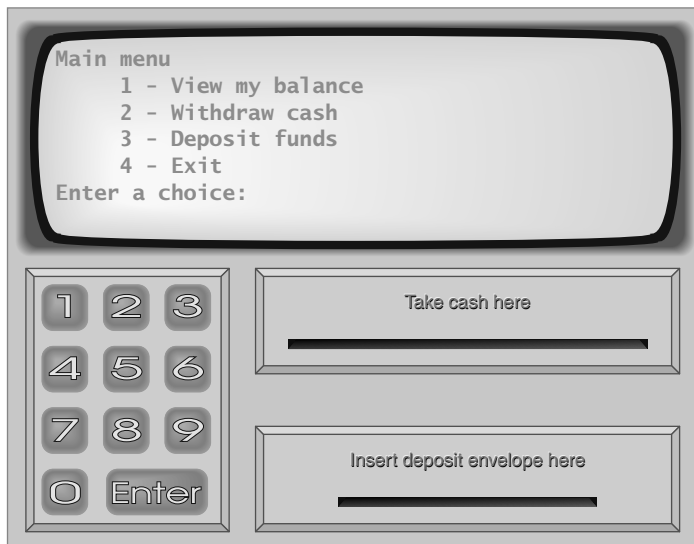 Main menu
1 - View my balance
2 - Withdraw cash
3 - Deposit funds
4 - Exit
Enter a choice:
1 2 3
Take cash here
4 5 6
7 8 9
Insert deposit envelope here
0 Enter